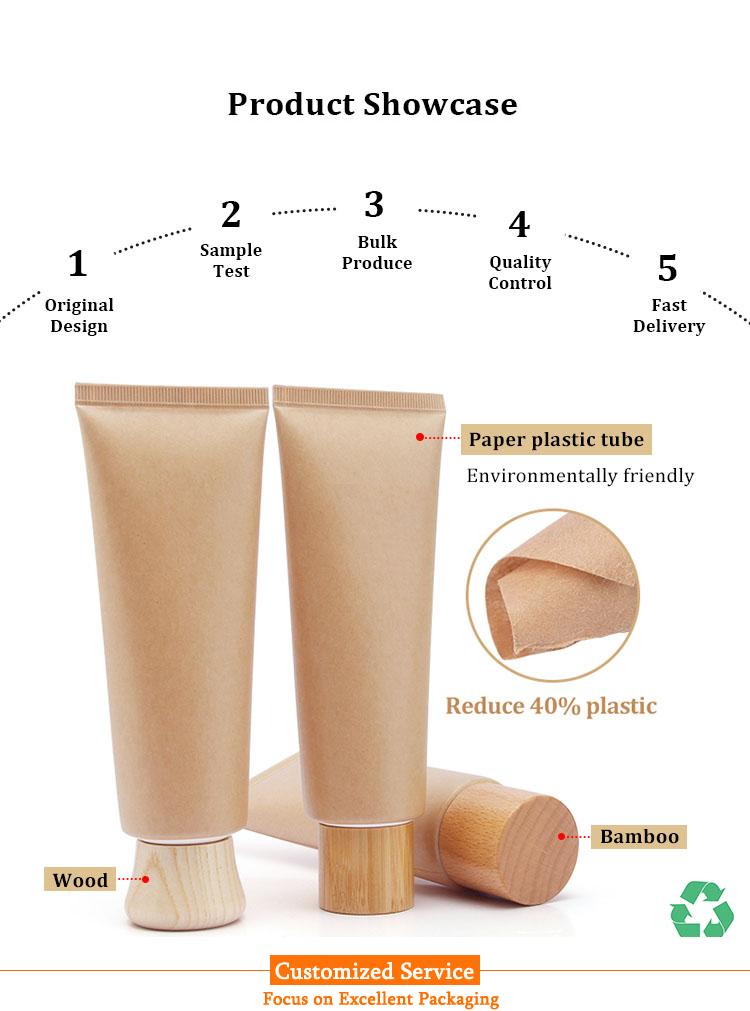 Product Showcase
1
Original
Design
2
Sample
Test
3
Bulk
Produce
4
Quality
Control
5
Fast
Delivery
Paper plastic tube
Environmentally friendly
Reduce 40% plastic
Bamboo
Wood
Customized Service
Focus on Excellent Packaging